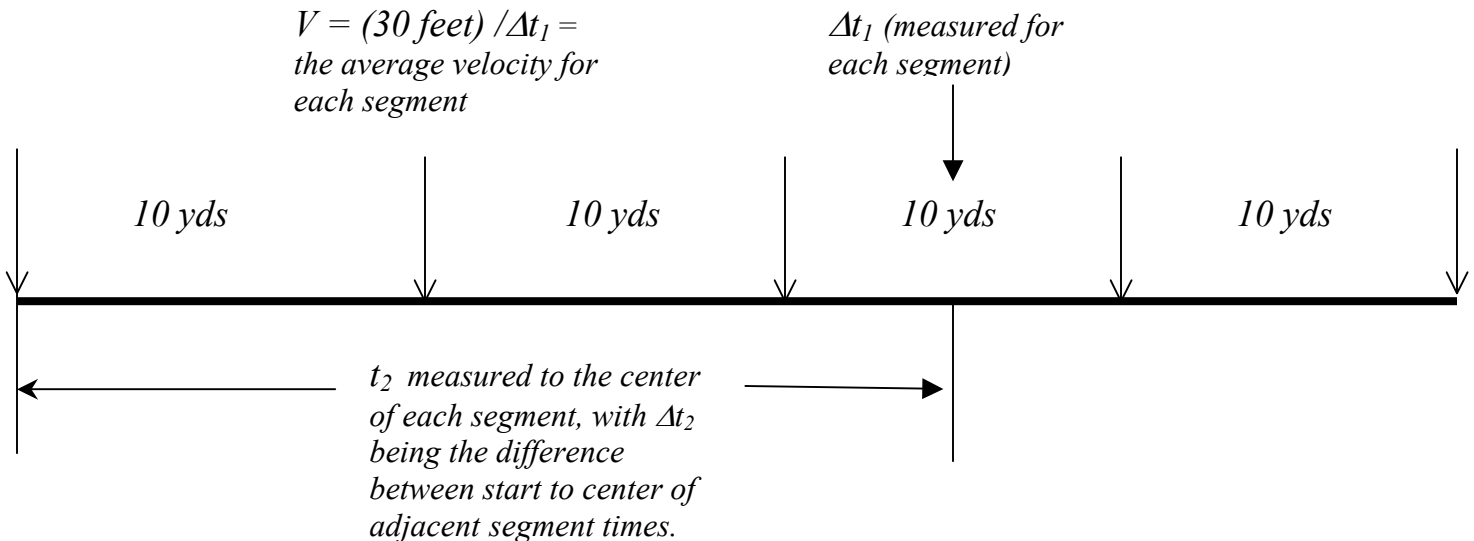 V = (30 feet) /Δt₁ =
the average velocity for
each segment
Δt₁ (measured for
each segment)
10 yds
10 yds
10 yds
10 yds
t₂ measured to the center
of each segment, with Δt₂
being the difference
between start to center of
adjacent segment times.